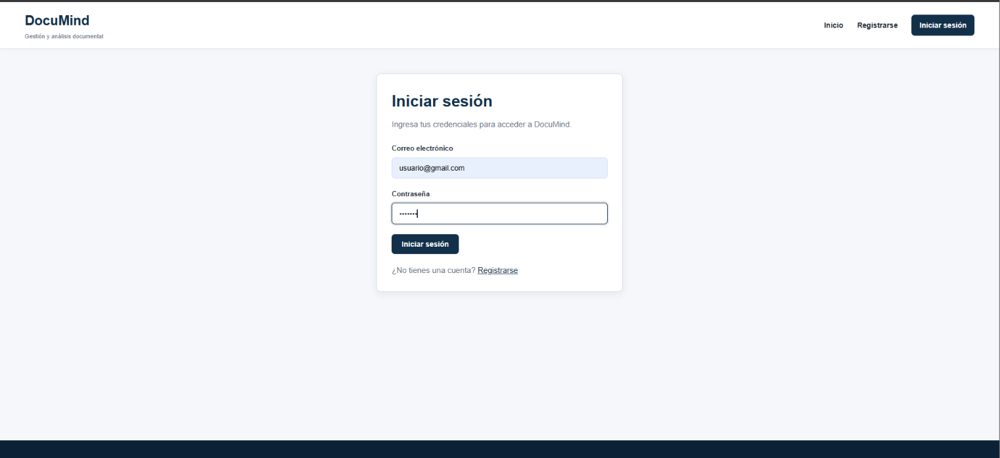 DocuMind
Gestión y análisis documental
Inicio
Registrarse
Iniciar sesión
Iniciar sesión
Ingresa tus credenciales para acceder a DocuMind.
Correo electrónico
usuario@gmail.com
Contraseña
•••••••
Iniciar sesión
¿No tienes una cuenta? Registrarse